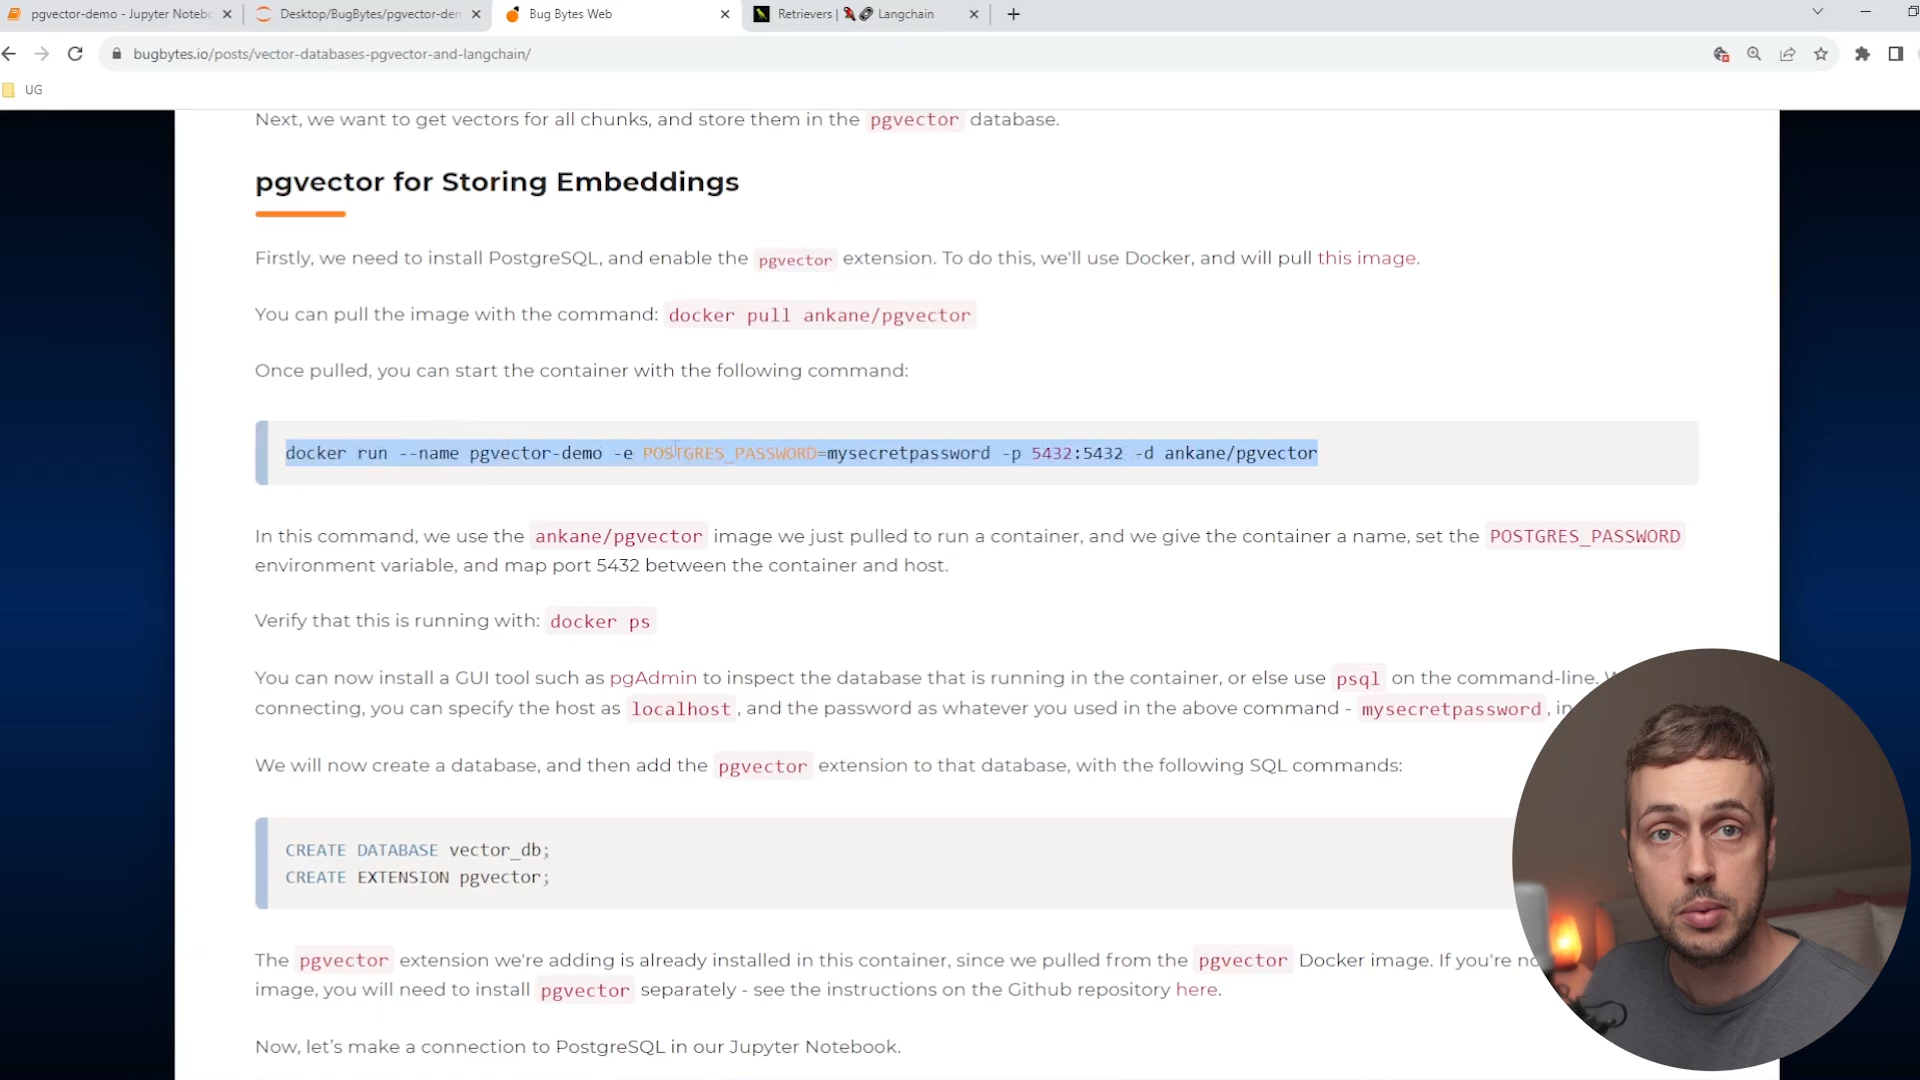 pgvector-demo - Jupyter Notebo
Desktop/BugBytes/pgvector-den
Bug Bytes Web
Retrievers | 🦜️🔗 Langchain
bugbytes.io/posts/vector-databases-pgvector-and-langchain/
UG
Next, we want to get vectors for all chunks, and store them in the pgvector database.
pgvector for Storing Embeddings
Firstly, we need to install PostgreSQL, and enable the pgvector extension. To do this, we'll use Docker, and will pull this image.
You can pull the image with the command: docker pull ankane/pgvector
Once pulled, you can start the container with the following command:
docker run --name pgvector-demo -e POSTGRES_PASSWORD=mysecretpassword -p 5432:5432 -d ankane/pgvector
In this command, we use the ankane/pgvector image we just pulled to run a container, and we give the container a name, set the POSTGRES_PASSWORD
environment variable, and map port 5432 between the container and host.
Verify that this is running with: docker ps
You can now install a GUI tool such as pgAdmin to inspect the database that is running in the container, or else use psql on the command-line.
connecting, you can specify the host as localhost, and the password as whatever you used in the above command - mysecretpassword,
We will now create a database, and then add the pgvector extension to that database, with the following SQL commands:
CREATE DATABASE vector_db;
CREATE EXTENSION pgvector;
The pgvector extension we're adding is already installed in this container, since we pulled from the pgvector Docker image. If you're
image, you will need to install pgvector separately - see the instructions on the Github repository here.
Now, let's make a connection to PostgreSQL in our Jupyter Notebook.